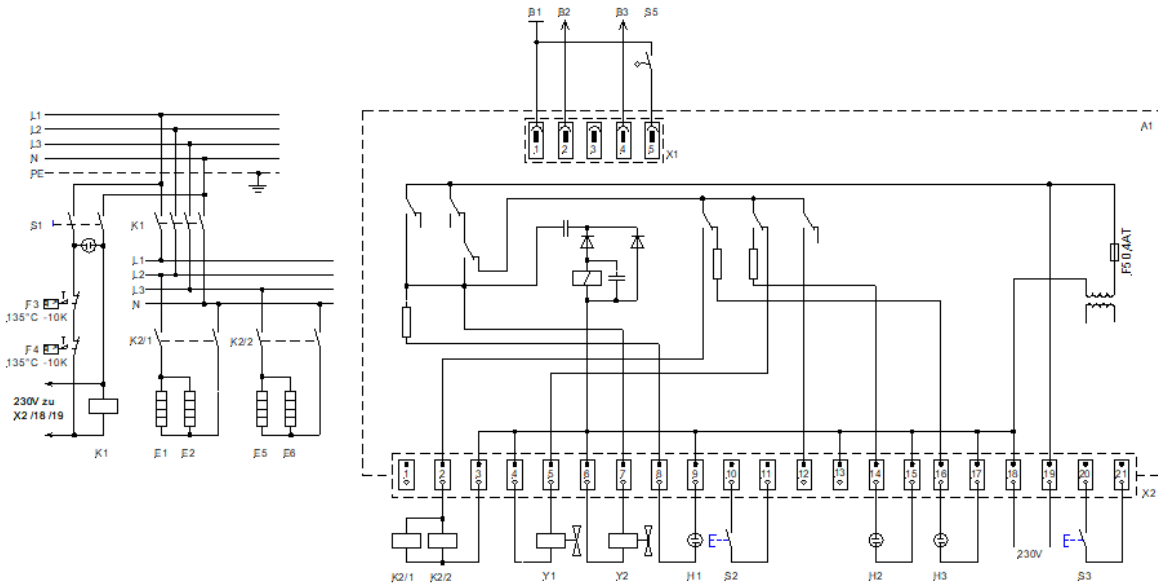 B1 B2 B3 S5
A1
1 2 3 4 5
X1
L1
L2
L3
N
PE
S1
K1
F5 0,4AT
L1
L2
L3
N
F3
135°C -10K
K2/1
K2/2
F4
135°C -10K
230V zu
X2 /18 /19
K1
E1 E2 E5 E6
1 2 3 4 5 6 7 8 9 10 11 12 13 14 15 16 17 18 19 20 21
X2
230V
K2/1 K2/2 Y1 Y2 H1 S2 H2 H3 S3